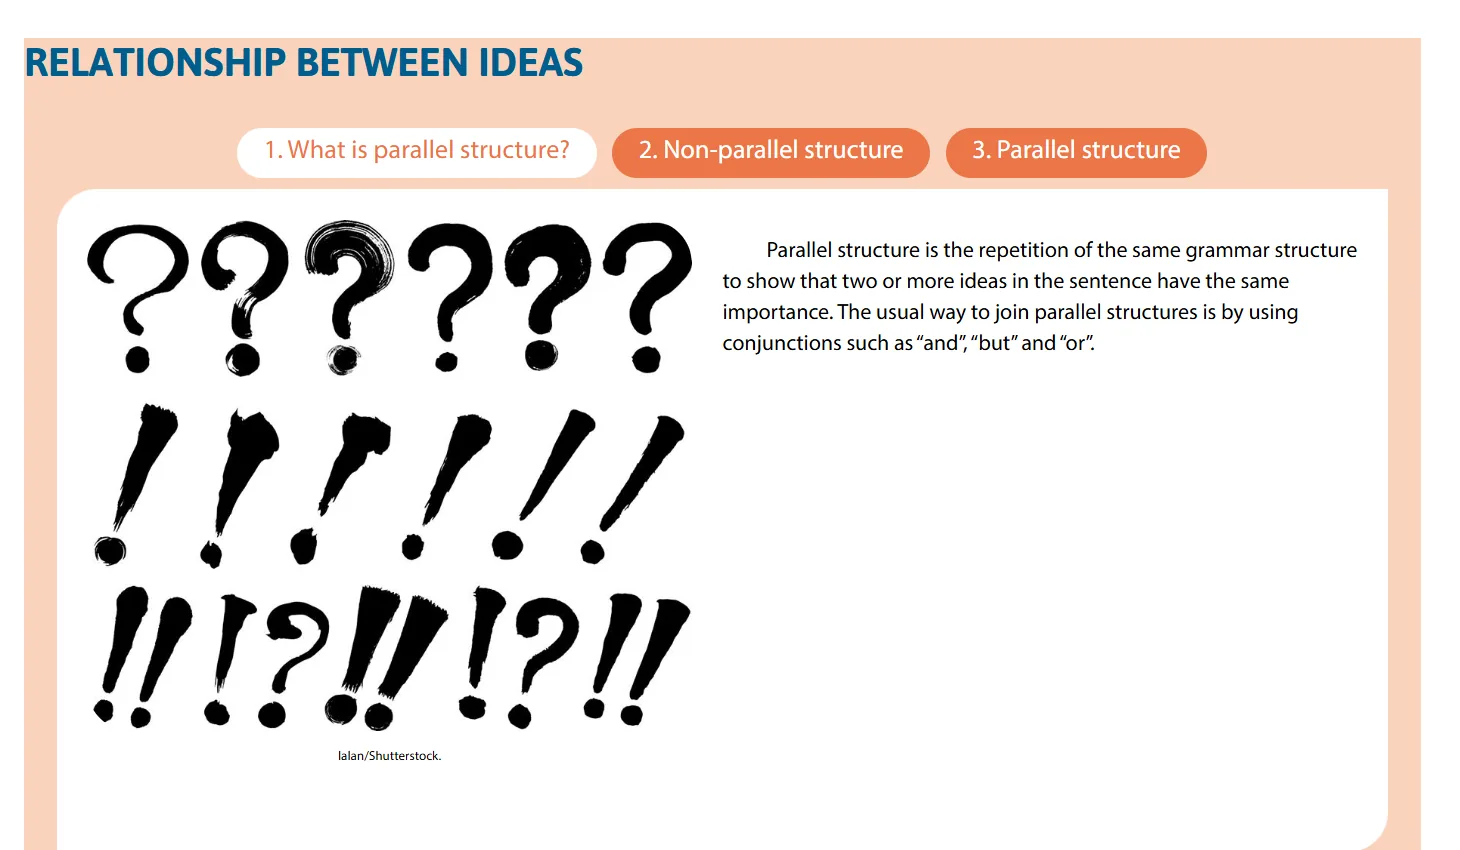 RELATIONSHIP BETWEEN IDEAS
1. What is parallel structure?
2. Non-parallel structure
3. Parallel structure
Parallel structure is the repetition of the same grammar structure
to show that two or more ideas in the sentence have the same
importance. The usual way to join parallel structures is by using
conjunctions such as “and”, “but” and “or”.
? ? ? ? ? ?
! ! ! ! ! !
!! !? !! !? !!
lalan/Shutterstock.